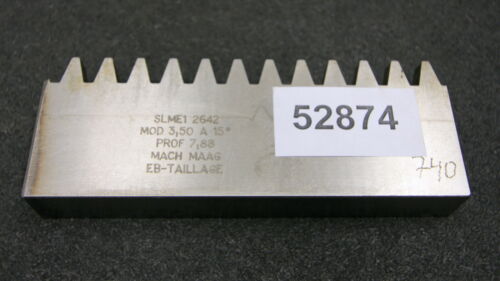 SLME1 2642
MOD 3,50 A 15°
PROF 7,88
MACH MAAG
EB-TAILLAGE
52874
740